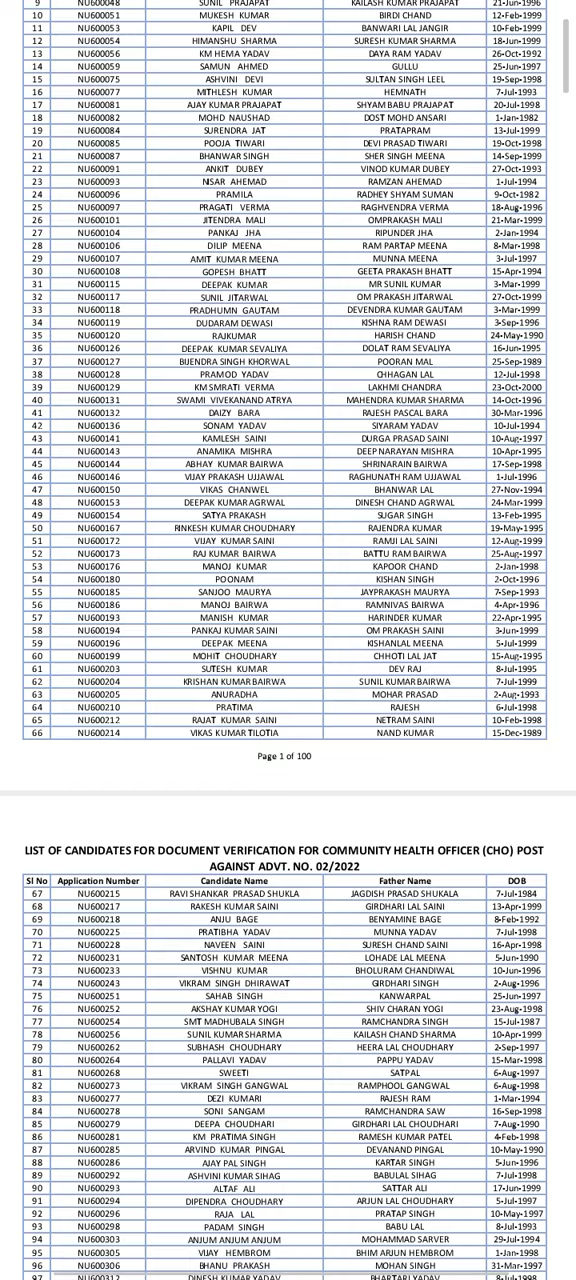 9 NU600048 SUNIL PRAJAPAT KAILASH KUMAR PRAJAPAT 21-Jun-1996
10 NU600051 MUKESH KUMAR BIRDI CHAND 12-Feb-1999
11 NU600053 KAPIL DEV BANWARI LAL JANGIR 10-Feb-1999
12 NU600054 HIMANSHU SHARMA SURESH KUMAR SHARMA 18-Jun-1999
13 NU600056 KM HEMA YADAV DAYA RAM YADAV 26-Oct-1992
14 NU600059 SAMUN AHMED GULLU 25-Jun-1997
15 NU600075 ASHVINI DEVI SULTAN SINGH LEEL 19-Sep-1998
16 NU600077 MITHLESH KUMAR HEMNATH 7-Jul-1993
17 NU600081 AJAY KUMAR PRAJAPAT SHYAM BABU PRAJAPAT 20-Jul-1998
18 NU600082 MOHD NAUSHAD DOST MOHD ANSARI 1-Jan-1982
19 NU600084 SURENDRA JAT PRATAPRAM 13-Jul-1999
20 NU600085 POOJA TIWARI DEVI PRASAD TIWARI 19-Oct-1998
21 NU600087 BHANWAR SINGH SHER SINGH MEENA 14-Sep-1999
22 NU600091 ANKIT DUBEY VINOD KUMAR DUBEY 27-Oct-1993
23 NU600093 NISAR AHEMAD RAMZAN AHEMAD 1-Jul-1994
24 NU600096 PRAMILA RADHEY SHYAM SUMAN 9-Oct-1982
25 NU600097 PRAGATI VERMA RAGHVENDRA VERMA 18-Aug-1996
26 NU600101 JITENDRA MALI OMPRAKASH MALI 21-Mar-1999
27 NU600104 PANKAJ JHA RIPUNDER JHA 2-Jan-1994
28 NU600106 DILIP MEENA RAM PARTAP MEENA 8-Mar-1998
29 NU600107 AMIT KUMAR MEENA MUNNA MEENA 3-Jul-1997
30 NU600108 GOPESH BHATT GEETA PRAKASH BHATT 15-Apr-1994
31 NU600115 DEEPAK KUMAR MR SUNIL KUMAR 3-Mar-1999
32 NU600117 SUNIL JITARWAL OM PRAKASH JITARWAL 27-Oct-1999
33 NU600118 PRADHUMN GAUTAM DEVENDRA KUMAR GAUTAM 3-Mar-1999
34 NU600119 DUDARAM DEWASI KISHNA RAM DEWASI 3-Sep-1996
35 NU600120 RAJKUMAR HARISH CHAND 24-May-1990
36 NU600126 DEEPAK KUMAR SEVALIYA DOLAT RAM SEVALIYA 16-Jun-1995
37 NU600127 BIJENDRA SINGH KHORWAL POORAN MAL 25-Sep-1989
38 NU600128 PRAMOD YADAV CHHAGAN LAL 12-Jul-1998
39 NU600129 KM SMRATI VERMA LAKHMI CHANDRA 23-Oct-2000
40 NU600131 SWAMI VIVEKANAND ATRYA MAHENDRA KUMAR SHARMA 14-Oct-1996
41 NU600132 DAIZY BARA RAJESH PASCAL BARA 30-Mar-1996
42 NU600136 SONAM YADAV SIYARAM YADAV 10-Jul-1994
43 NU600141 KAMLESH SAINI DURGA PRASAD SAINI 10-Aug-1997
44 NU600143 ANAMIKA MISHRA DEEP NARAYAN MISHRA 10-Apr-1995
45 NU600144 ABHAY KUMAR BAIRWA SHRINARAIN BAIRWA 17-Sep-1998
46 NU600146 VIJAY PRAKASH UJJAWAL RAGHUNATH RAM UJJAWAL 1-Jul-1996
47 NU600150 VIKAS CHANWEL BHANWAR LAL 27-Nov-1994
48 NU600153 DEEPAK KUMAR AGRWAL DINESH CHAND AGRWAL 24-Mar-1999
49 NU600154 SATYA PRAKASH SUGAR SINGH 13-Feb-1995
50 NU600167 RINKESH KUMAR CHOUDHARY RAJENDRA KUMAR 19-May-1995
51 NU600172 VIJAY KUMAR SAINI RAMJI LAL SAINI 12-Aug-1999
52 NU600173 RAJ KUMAR BAIRWA BATTU RAM BAIRWA 25-Aug-1997
53 NU600176 MANOJ KUMAR KAPOOR CHAND 2-Jan-1998
54 NU600180 POONAM KISHAN SINGH 2-Oct-1996
55 NU600185 SANJOO MAURYA JAYPRAKASH MAURYA 7-Sep-1993
56 NU600186 MANOJ BAIRWA RAMNIVAS BAIRWA 4-Apr-1996
57 NU600193 MANISH KUMAR HARINDER KUMAR 22-Apr-1995
58 NU600194 PANKAJ KUMAR SAINI OM PRAKASH SAINI 3-Jun-1999
59 NU600196 DEEPAK MEENA KISHANLAL MEENA 5-Jul-1999
60 NU600199 MOHIT CHOUDHARY CHHOTI LAL JAT 15-Aug-1995
61 NU600203 SUTESH KUMAR DEV RAJ 8-Jul-1995
62 NU600204 KRISHAN KUMAR BAIRWA SUNIL KUMAR BAIRWA 7-Jul-1999
63 NU600205 ANURADHA MOHAR PRASAD 2-Aug-1993
64 NU600210 PRATIMA RAJESH 6-Jul-1998
65 NU600212 RAJAT KUMAR SAINI NETRAM SAINI 10-Feb-1998
66 NU600214 VIKAS KUMAR TILOTIA NAND KUMAR 15-Dec-1989
Page 1 of 100
LIST OF CANDIDATES FOR DOCUMENT VERIFICATION FOR COMMUNITY HEALTH OFFICER (CHO) POST
AGAINST ADVT. NO. 02/2022
Sl No Application Number Candidate Name Father Name DOB
67 NU600215 RAVI SHANKAR PRASAD SHUKLA JAGDISH PRASAD SHUKALA 7-Jul-1984
68 NU600217 RAKESH KUMAR SAINI GIRDHARI LAL SAINI 13-Apr-1999
69 NU600218 ANJU BAGE BENYAMINE BAGE 8-Feb-1992
70 NU600225 PRATIBHA YADAV MUNNA YADAV 7-Jul-1998
71 NU600228 NAVEEN SAINI SURESH CHAND SAINI 16-Apr-1998
72 NU600231 SANTOSH KUMAR MEENA LOHADE LAL MEENA 5-Jun-1990
73 NU600233 VISHNU KUMAR BHOLURAM CHANDIWAL 10-Jun-1996
74 NU600243 VIKRAM SINGH DHIRAWAT GIRDHARI SINGH 2-Aug-1996
75 NU600251 SAHAB SINGH KANWARPAL 25-Jun-1997
76 NU600252 AKSHAY KUMAR YOGI SHIV CHARAN YOGI 23-Aug-1998
77 NU600254 SMT MADHUBALA SINGH RAMCHANDRA SINGH 15-Jul-1987
78 NU600256 SUNIL KUMAR SHARMA KAILASH CHAND SHARMA 10-Apr-1999
79 NU600262 SUBHASH CHOUDHARY HEERA LAL CHOUDHARY 2-Sep-1997
80 NU600264 PALLAVI YADAV PAPPU YADAV 15-Mar-1998
81 NU600268 SWEETI SATPAL 6-Aug-1997
82 NU600273 VIKRAM SINGH GANGWAL RAMPHOOL GANGWAL 6-Aug-1998
83 NU600277 DEZI KUMARI RAJESH RAM 1-Mar-1994
84 NU600278 SONI SANGAM RAMCHANDRA SAW 16-Sep-1998
85 NU600279 DEEPA CHOUDHARI GIRDHARI LAL CHOUDHARI 7-Aug-1990
86 NU600281 KM PRATIMA SINGH RAMESH KUMAR PATEL 4-Feb-1998
87 NU600285 ARVIND KUMAR PINGAL DEVANAND PINGAL 10-May-1990
88 NU600286 AJAY PAL SINGH KARTAR SINGH 5-Jun-1996
89 NU600292 ASHVINI KUMAR SIHAG BABULAL SIHAG 7-Jul-1998
90 NU600293 ALTAF ALI SATTAR ALI 17-Jun-1999
91 NU600294 DIPENDRA CHOUDHARY ARJUN LAL CHOUDHARY 5-Jul-1997
92 NU600296 RAJA LAL PRATAP SINGH 10-May-1997
93 NU600298 PADAM SINGH BABU LAL 8-Jul-1993
94 NU600303 ANJUM ANJUM ANJUM MOHAMMAD SARVER 29-Jul-1994
95 NU600305 VIJAY HEMBROM BHIM ARJUN HEMBROM 1-Jan-1998
96 NU600306 BHANU PRAKASH MOHAN SINGH 31-Mar-1997
97 NU600312 DINESH KUMAR YADAV BHARTARI YADAV 8-Jul-1998